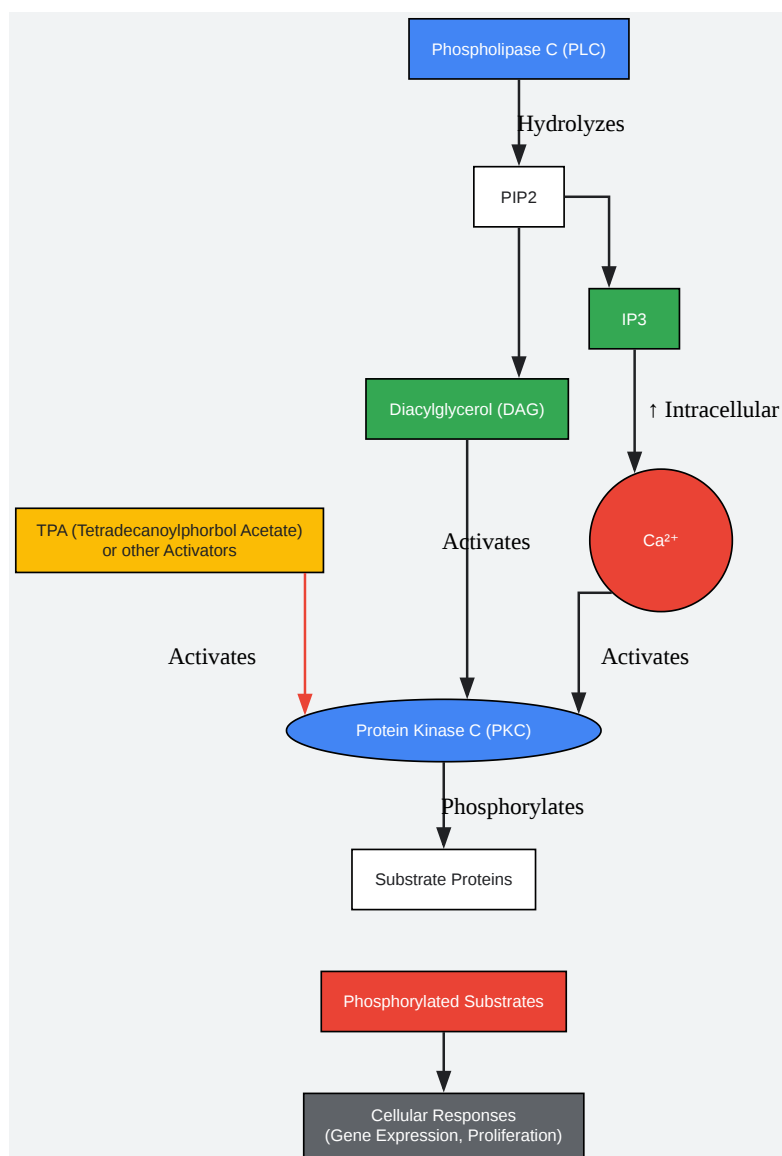 Phospholipase C (PLC)
Hydrolyzes
PIP2
IP3
Diacylglycerol (DAG)
↑ Intracellular
TPA (Tetradecanoylphorbol Acetate)
or other Activators
Activates
Ca²⁺
Activates
Activates
Protein Kinase C (PKC)
Phosphorylates
Substrate Proteins
Phosphorylated Substrates
Cellular Responses
(Gene Expression, Proliferation)